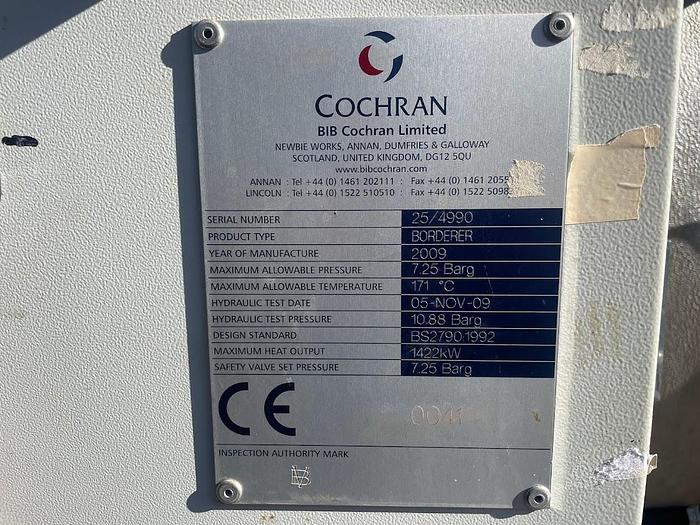 COCHRAN
BIB Cochran Limited
NEWBIE WORKS, ANNAN, DUMFRIES & GALLOWAY
SCOTLAND, UNITED KINGDOM, DG12 5QU
www.bibcochran.com
ANNAN : Tel +44 (0) 1461 202111 : Fax +44 (0) 1461
LINCOLN : Tel +44 (0) 1522 510510 : Fax +44 (0) 1522
SERIAL NUMBER 25/4990
PRODUCT TYPE BORDERER
YEAR OF MANUFACTURE 2009
MAXIMUM ALLOWABLE PRESSURE 7.25 Barg
MAXIMUM ALLOWABLE TEMPERATURE 171 °C
HYDRAULIC TEST DATE 05-NOV-09
HYDRAULIC TEST PRESSURE 10.88 Barg
DESIGN STANDARD BS2790:1992
MAXIMUM HEAT OUTPUT 1422kW
SAFETY VALVE SET PRESSURE 7.25 Barg
CE
INSPECTION AUTHORITY MARK